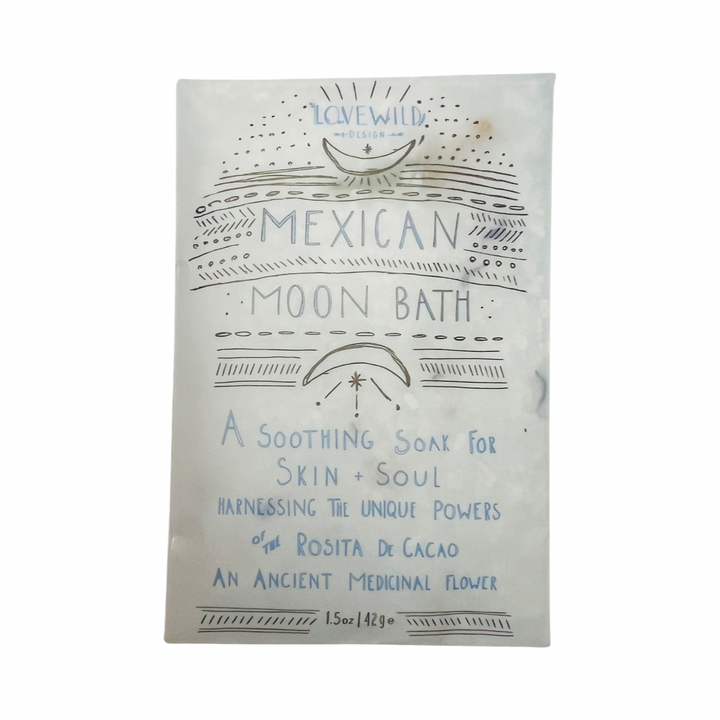 LOVEWILD
DESIGN
MEXICAN
MOON BATH
A SOOTHING SOAK FOR
SKIN + SOUL
HARNESSING THE UNIQUE POWERS
OF THE ROSITA DE CACAO
AN ANCIENT MEDICINAL FLOWER
1.5oz | 42g e